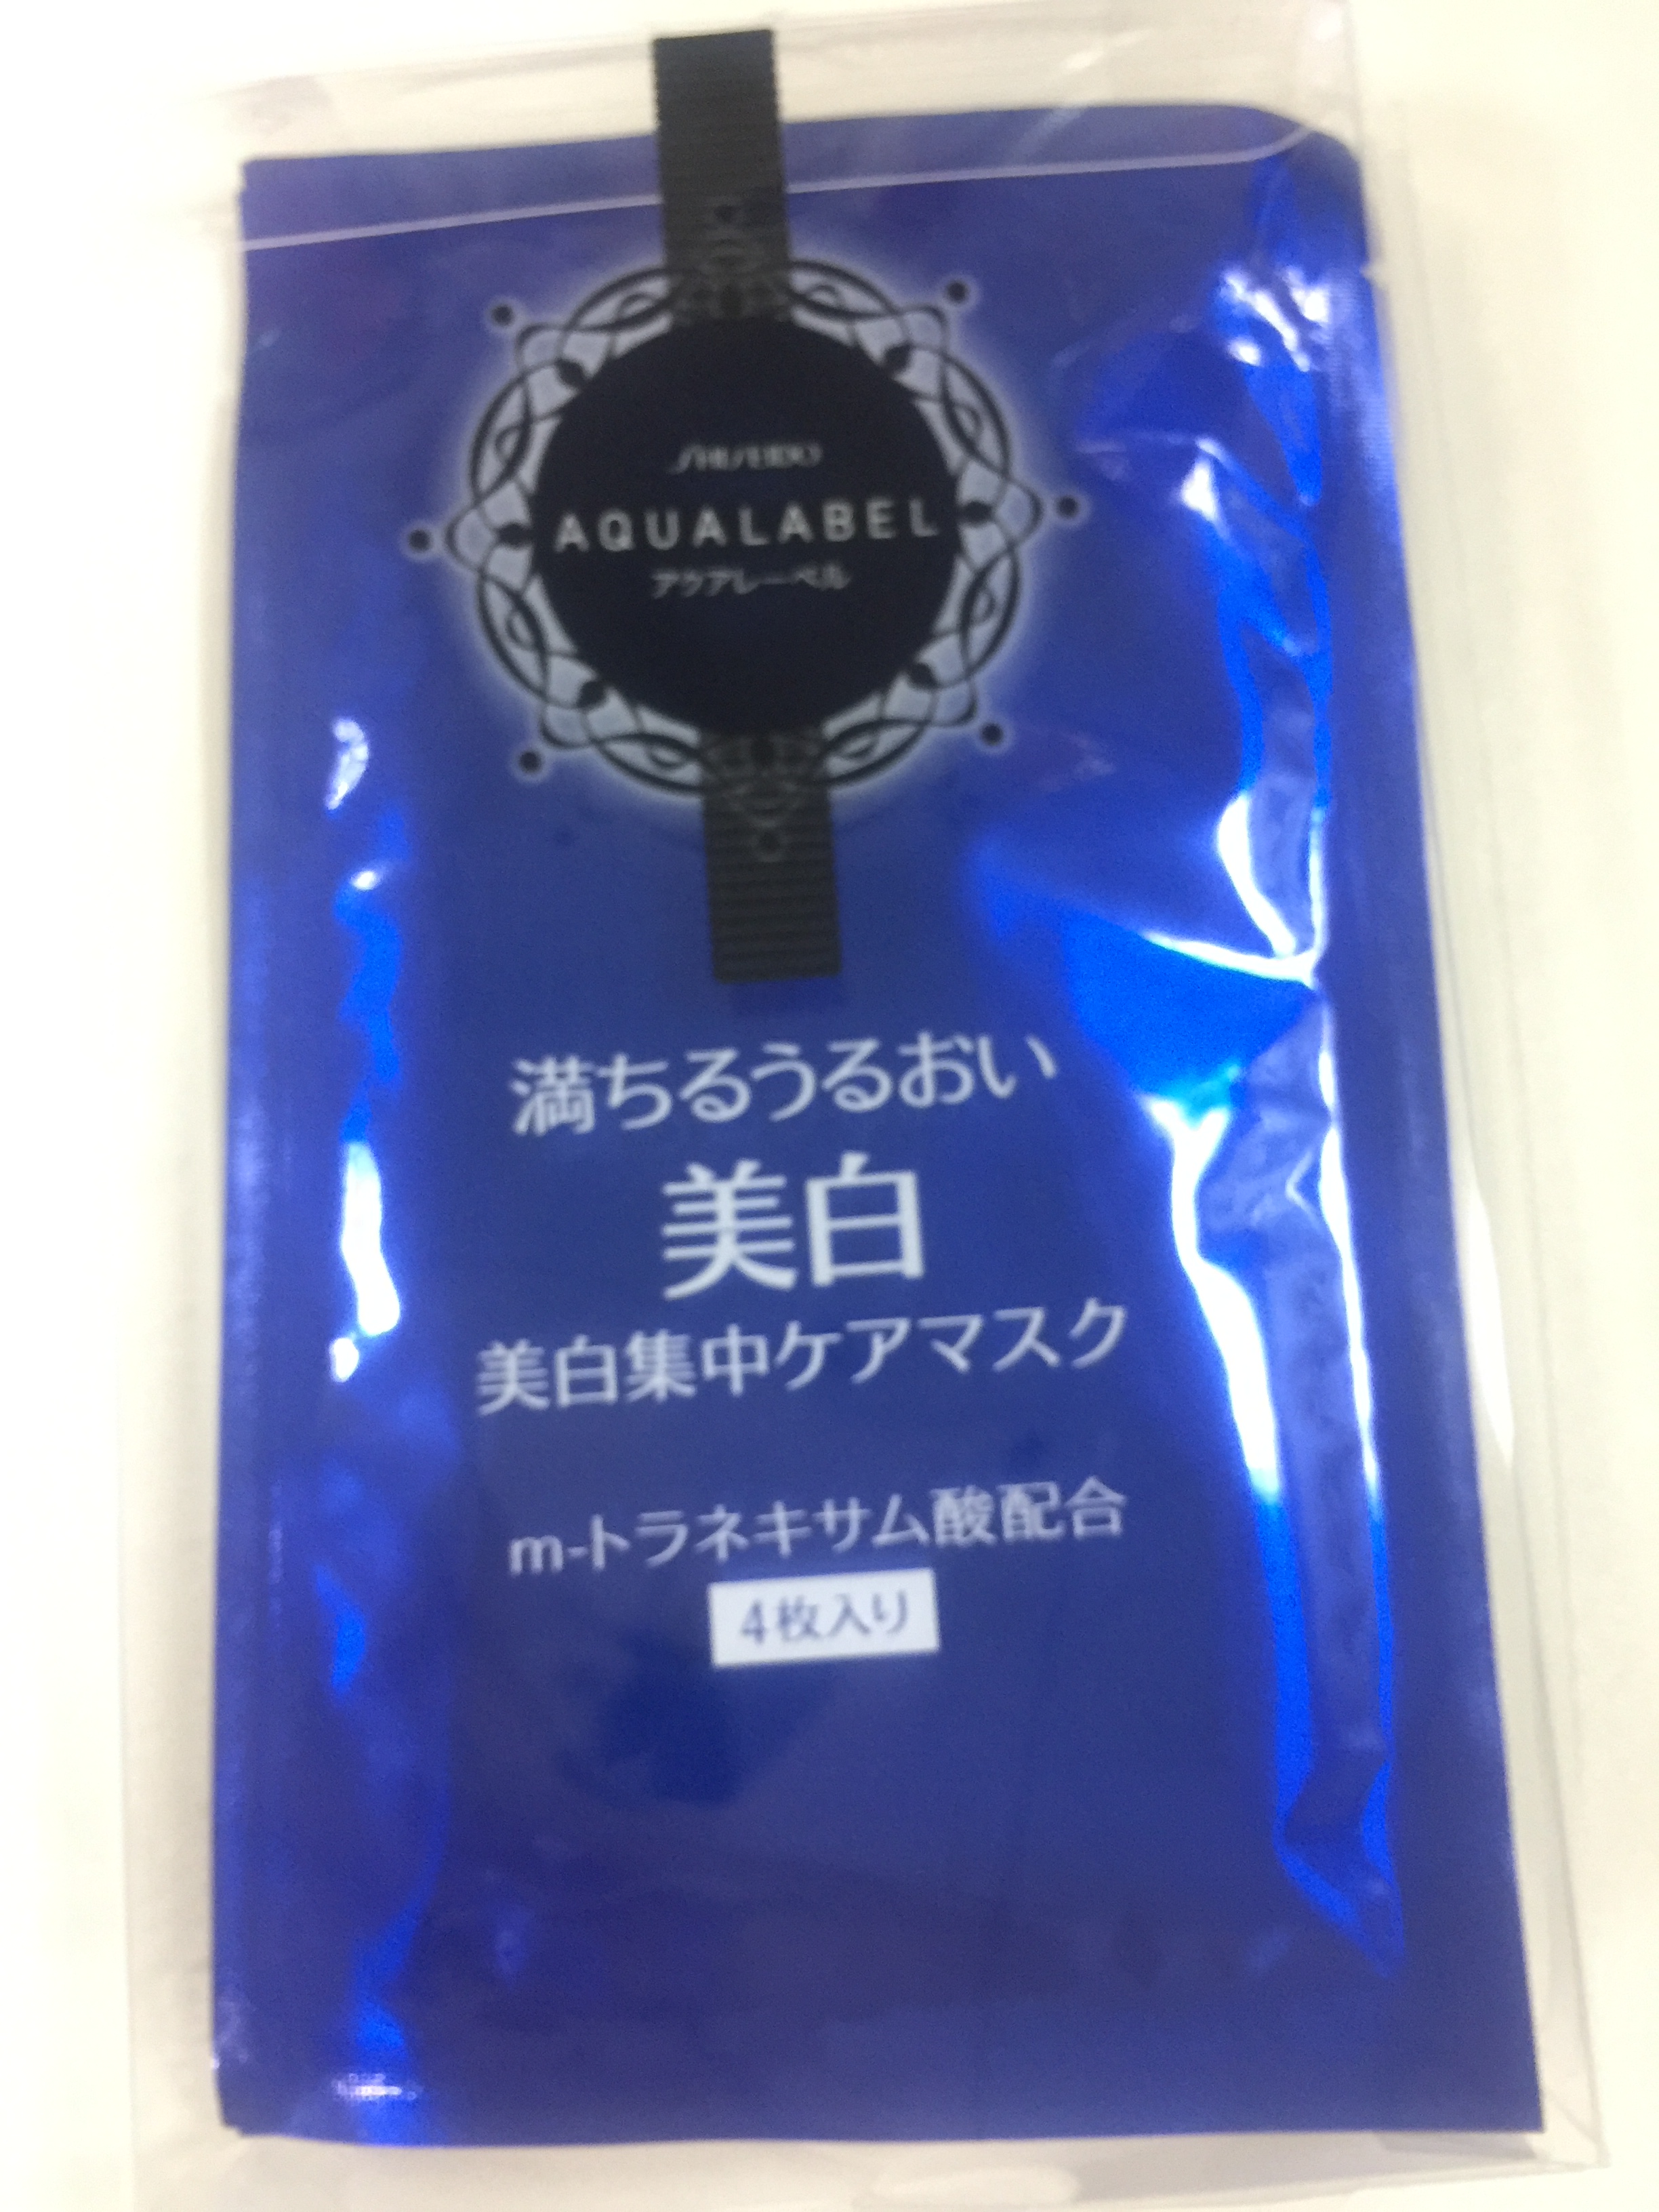 SHISEIDO
AQUALABEL
アクアレーベル
満ちるうるおい
美白
美白集中ケアマスク
m-トラネキサム酸配合
4枚入り